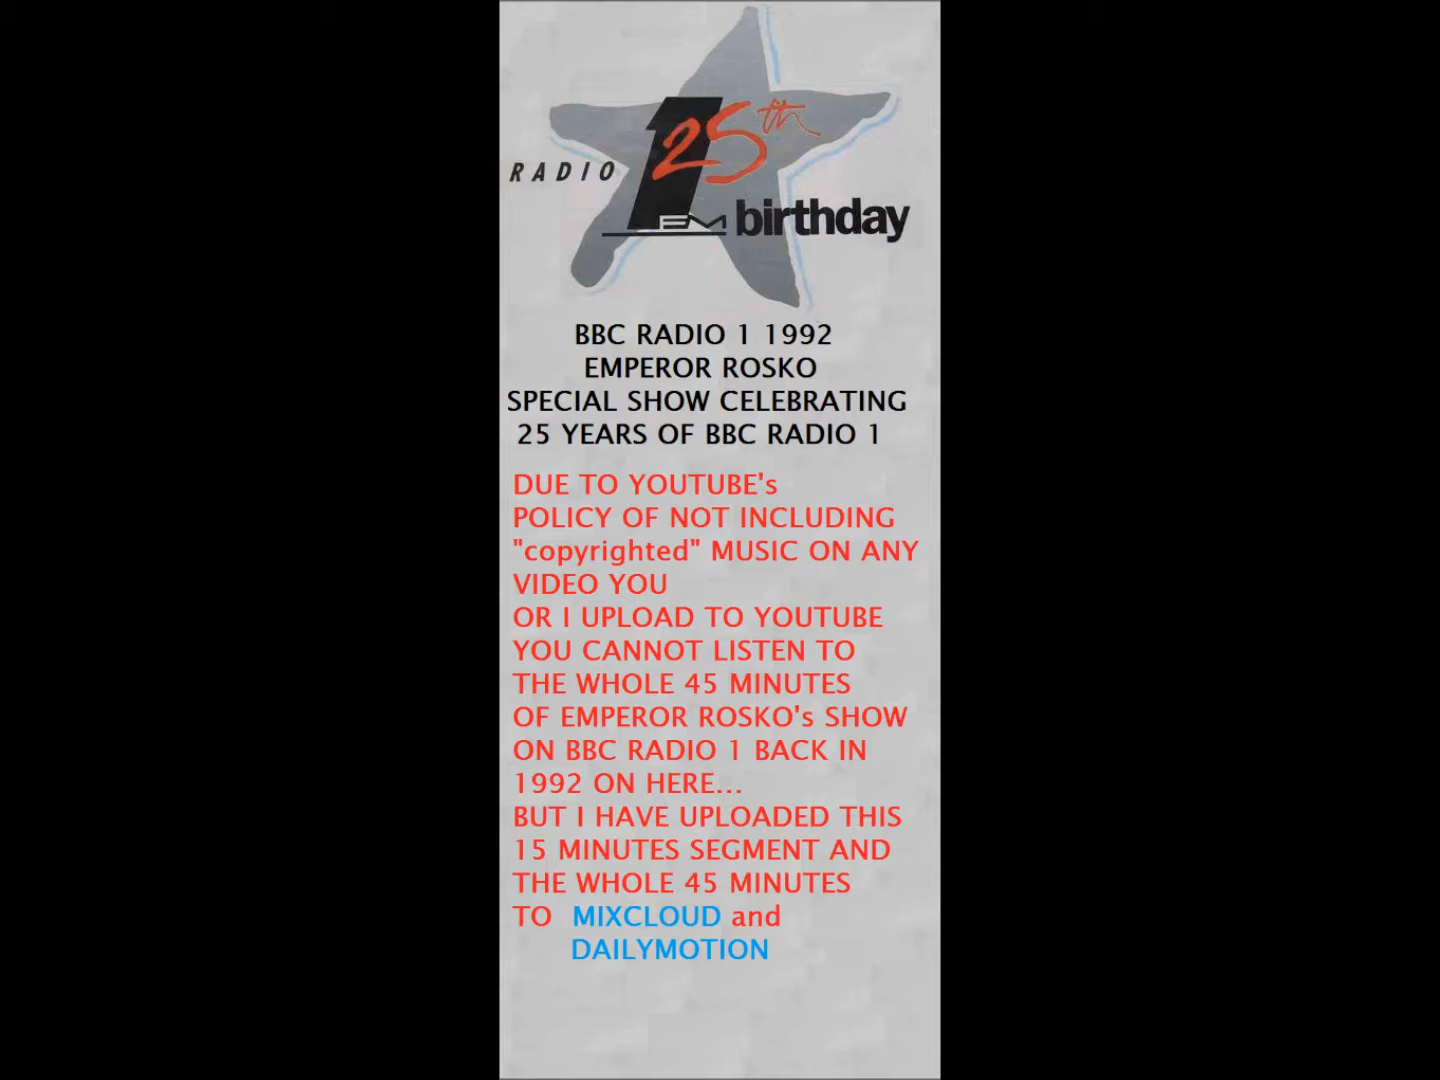 25th
RADIO 1
FM birthday
BBC RADIO 1 1992
EMPEROR ROSKO
SPECIAL SHOW CELEBRATING
25 YEARS OF BBC RADIO 1
DUE TO YOUTUBE's
POLICY OF NOT INCLUDING
"copyrighted" MUSIC ON ANY
VIDEO YOU
OR I UPLOAD TO YOUTUBE
YOU CANNOT LISTEN TO
THE WHOLE 45 MINUTES
OF EMPEROR ROSKO's SHOW
ON BBC RADIO 1 BACK IN
1992 ON HERE...
BUT I HAVE UPLOADED THIS
15 MINUTES SEGMENT AND
THE WHOLE 45 MINUTES
TO MIXCLOUD and
DAILYMOTION